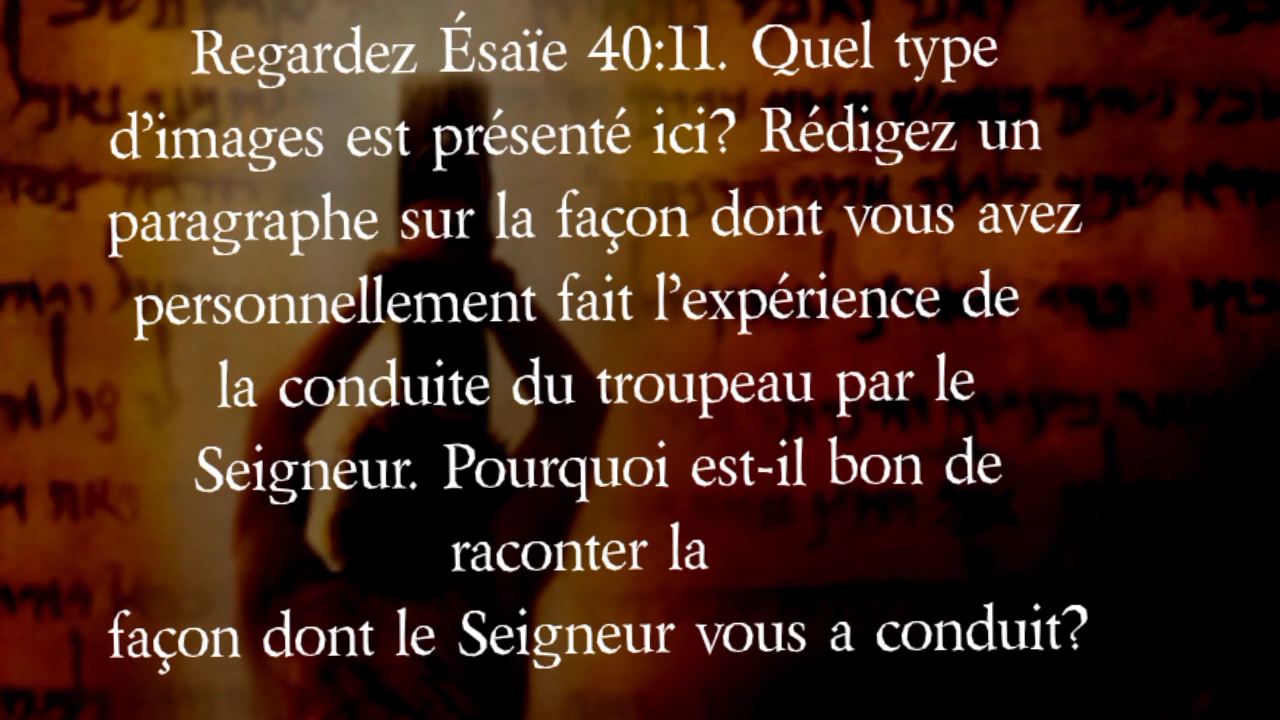 Regardez Ésaïe 40:11. Quel type
d’images est présenté ici? Rédigez un
paragraphe sur la façon dont vous avez
personnellement fait l’expérience de
la conduite du troupeau par le
Seigneur. Pourquoi est-il bon de
raconter la
façon dont le Seigneur vous a conduit?